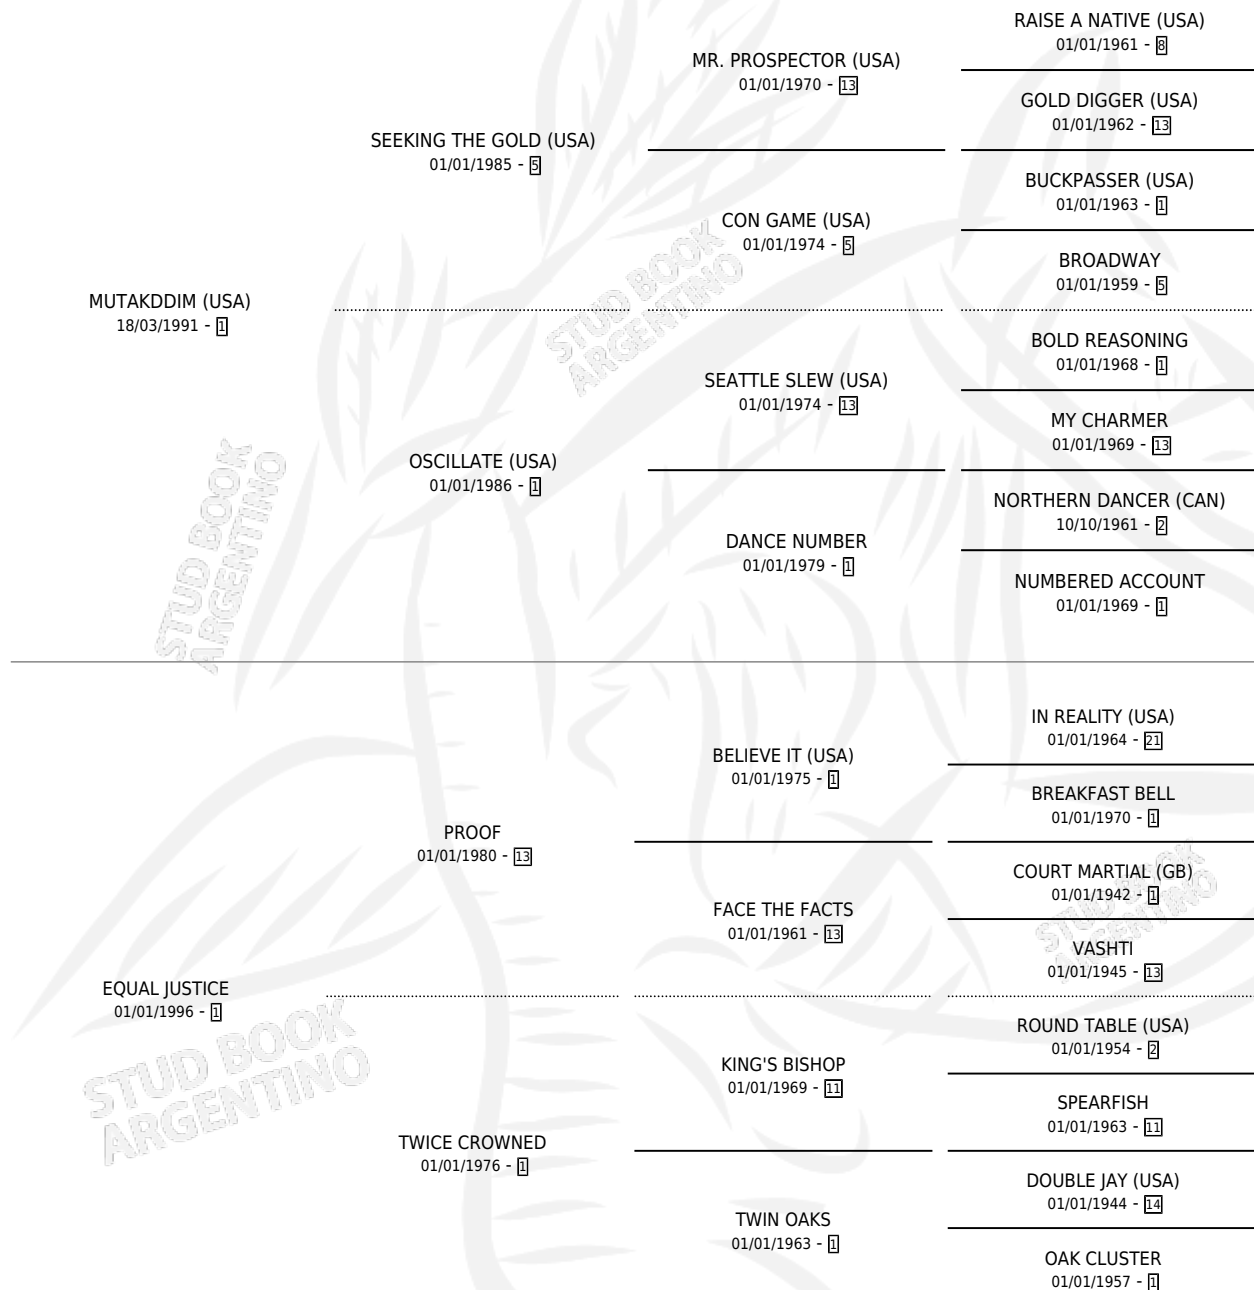 RAISE A NATIVE (USA)
01/01/1961 - 8
MR. PROSPECTOR (USA)
01/01/1970 - 13
GOLD DIGGER (USA)
01/01/1962 - 13
SEEKING THE GOLD (USA)
01/01/1985 - 5
BUCKPASSER (USA)
01/01/1963 - 1
CON GAME (USA)
01/01/1974 - 5
BROADWAY
01/01/1959 - 5
MUTAKDDIM (USA)
18/03/1991 - 1
BOLD REASONING
01/01/1968 - 1
SEATTLE SLEW (USA)
01/01/1974 - 13
MY CHARMER
01/01/1969 - 13
OSCILLATE (USA)
01/01/1986 - 1
NORTHERN DANCER (CAN)
10/10/1961 - 2
DANCE NUMBER
01/01/1979 - 1
NUMBERED ACCOUNT
01/01/1969 - 1
IN REALITY (USA)
01/01/1964 - 21
BELIEVE IT (USA)
01/01/1975 - 1
BREAKFAST BELL
01/01/1970 - 1
PROOF
01/01/1980 - 13
COURT MARTIAL (GB)
01/01/1942 - 1
FACE THE FACTS
01/01/1961 - 13
VASHTI
01/01/1945 - 13
EQUAL JUSTICE
01/01/1996 - 1
ROUND TABLE (USA)
01/01/1954 - 2
KING'S BISHOP
01/01/1969 - 11
SPEARFISH
01/01/1963 - 11
TWICE CROWNED
01/01/1976 - 1
DOUBLE JAY (USA)
01/01/1944 - 14
TWIN OAKS
01/01/1963 - 1
OAK CLUSTER
01/01/1957 - 1
STUD BOOK
ARGENTINO
STUD BOOK
ARGENTINO
STUD BOOK
ARGENTINO
STUD BOOK
ARGENTINO